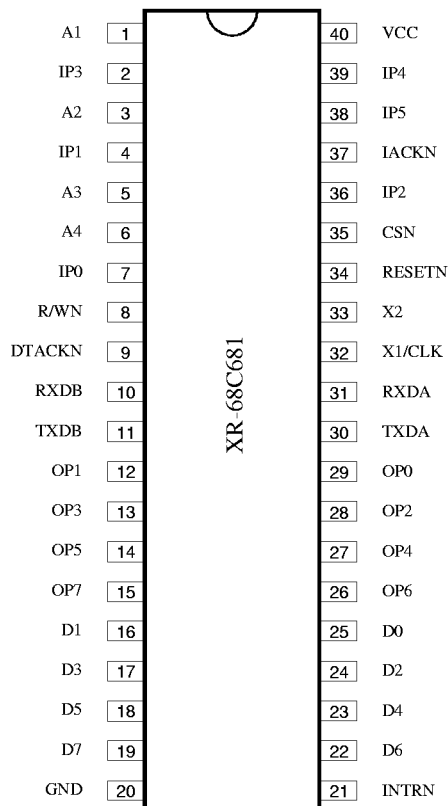 A1 1 40 VCC
IP3 2 39 IP4
A2 3 38 IP5
IP1 4 37 IACKN
A3 5 36 IP2
A4 6 35 CSN
IP0 7 34 RESETN
R/WN 8 33 X2
DTACKN 9 32 X1/CLK
RXDB 10 31 RXDA
TXDB 11 30 TXDA
OP1 12 29 OP0
OP3 13 28 OP2
OP5 14 27 OP4
OP7 15 26 OP6
D1 16 25 D0
D3 17 24 D2
D5 18 23 D4
D7 19 22 D6
GND 20 21 INTRN
XR-68C681